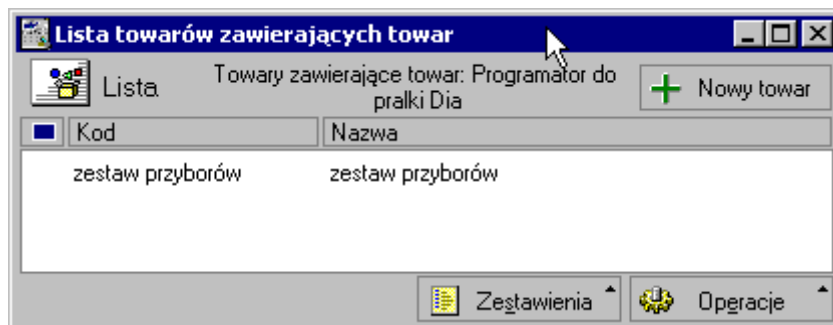 Lista towarów zawierających towar
Lista
Towary zawierające towar: Programator do
pralki Dia
Nowy towar
Kod
Nazwa
zestaw przyborów
zestaw przyborów
Zestawienia
Operacje